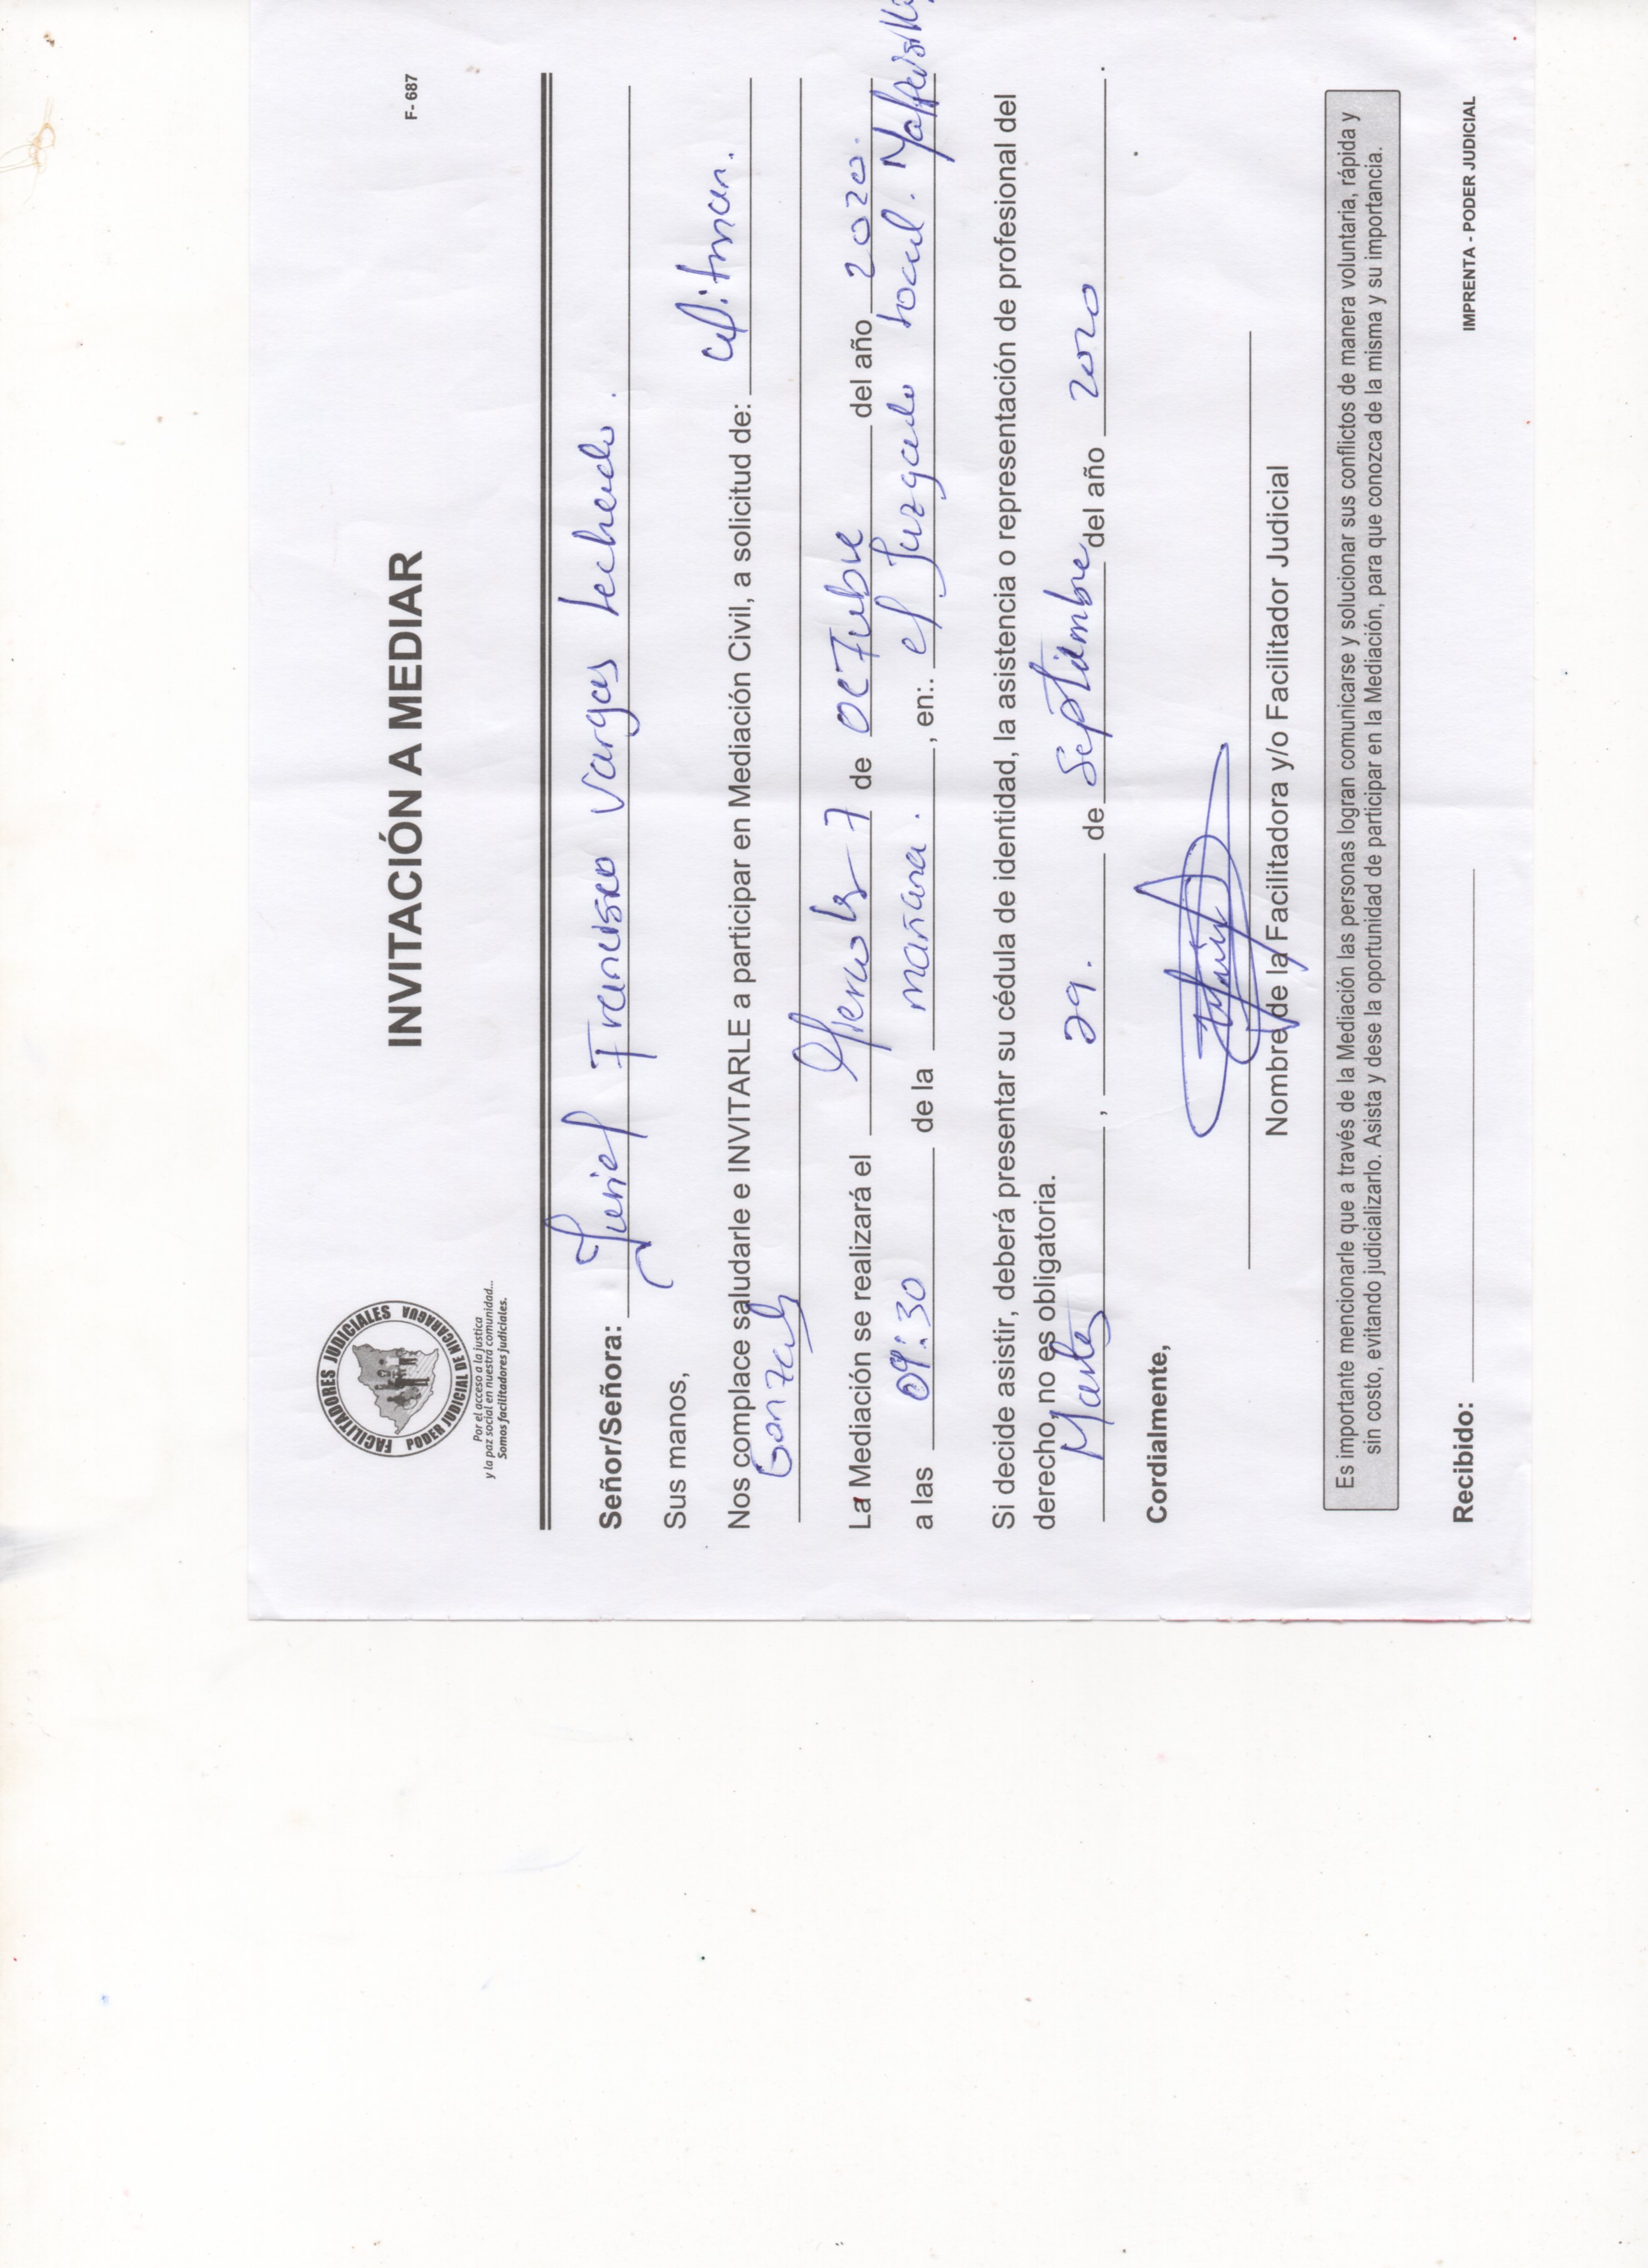 FACILITADORES JUDICIALES
PODER JUDICIAL DE NICARAGUA
Por el acceso a la justica
y la paz social en nuestra comunidad...
Somos facilitadores judiciales.
INVITACIÓN A MEDIAR
F- 687
Señor/Señora: Francisco Vargas
Sus manos,
Nos complace saludarle e INVITARLE a participar en Mediación Civil, a solicitud de:
La Mediación se realizará el Miercoles 7 de OCTubre del año 2020.
a las 09:30 de la mañana. , en:. el Juzgado Local.
Si decide asistir, deberá presentar su cédula de identidad, la asistencia o representación de profesional del
derecho, no es obligatoria.
Martes , 29. de Septiembre del año 2020 .
Cordialmente,
Nombre de la Facilitadora y/o Facilitador Judicial
Es importante mencionarle que a través de la Mediación las personas logran comunicarse y solucionar sus conflictos de manera voluntaria, rápida y
sin costo, evitando judicializarlo. Asista y dese la oportunidad de participar en la Mediación, para que conozca de la misma y su importancia.
Recibido:
IMPRENTA - PODER JUDICIAL